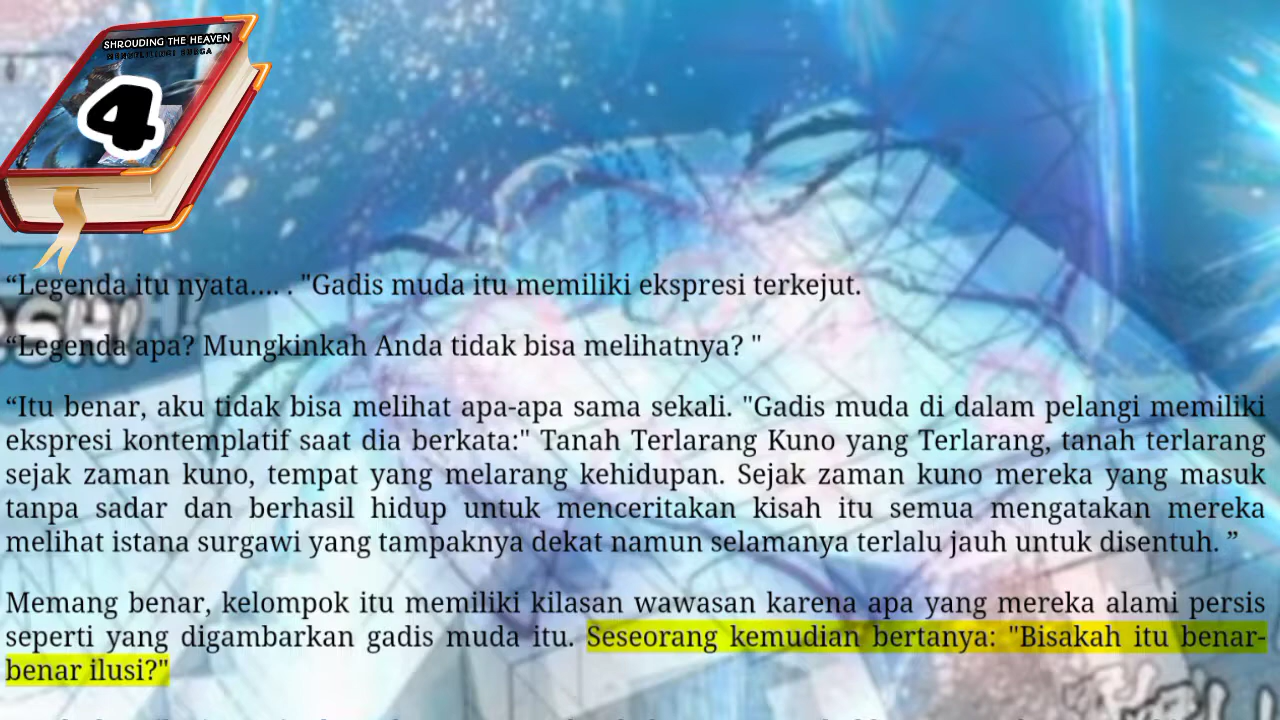 SHROUDING THE HEAVEN
4
“Legenda itu nyata.... . "Gadis muda itu memiliki ekspresi terkejut.
“Legenda apa? Mungkinkah Anda tidak bisa melihatnya? "
“Itu benar, aku tidak bisa melihat apa-apa sama sekali. "Gadis muda di dalam pelangi memiliki
ekspresi kontemplatif saat dia berkata:" Tanah Terlarang Kuno yang Terlarang, tanah terlarang
sejak zaman kuno, tempat yang melarang kehidupan. Sejak zaman kuno mereka yang masuk
tanpa sadar dan berhasil hidup untuk menceritakan kisah itu semua mengatakan mereka
melihat istana surgawi yang tampaknya dekat namun selamanya terlalu jauh untuk disentuh. ”
Memang benar, kelompok itu memiliki kilasan wawasan karena apa yang mereka alami persis
seperti yang digambarkan gadis muda itu. Seseorang kemudian bertanya: "Bisakah itu benar-
benar ilusi?"